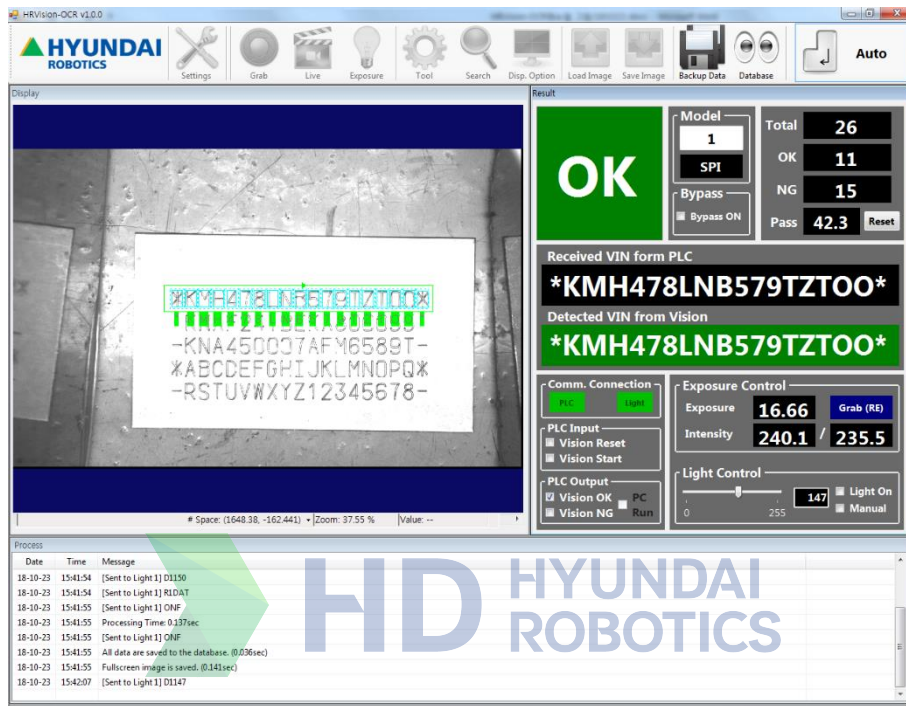 HRVision-OCR v1.0.0
HYUNDAI
ROBOTICS
Settings
Grab
Live
Exposure
Tool
Search
Disp. Option
Load Image
Save Image
Backup Data
Database
Auto
Display
*KMH478LNB579TZTOO*
-KNA450037AFM6589T-
*ABCDEFGHIJKLMNOPQ*
-RSTUVWXYZ12345678-
# Space: (1648.38, -162.441)
Zoom: 37.55 %
Value: --
Result
OK
Model
1
SPI
Bypass
Bypass ON
Total 26
OK 11
NG 15
Pass 42.3 Reset
Received VIN form PLC
*KMH478LNB579TZTOO*
Detected VIN from Vision
*KMH478LNB579TZTOO*
Comm. Connection
PLC Light
PLC Input
Vision Reset
Vision Start
PLC Output
Vision OK
Vision NG
PC
Run
Exposure Control
Exposure 16.66 Grab (RE)
Intensity 240.1 / 235.5
Light Control
0 255
147
Light On
Manual
Process
Date Time Message
18-10-23 15:41:54 [Sent to Light 1] D1150
18-10-23 15:41:54 [Sent to Light 1] R1DAT
18-10-23 15:41:55 [Sent to Light 1] ONF
18-10-23 15:41:55 Processing Time: 0.137sec
18-10-23 15:41:55 [Sent to Light 1] ONF
18-10-23 15:41:55 All data are saved to the database. (0.036sec)
18-10-23 15:41:55 Fullscreen image is saved. (0.141sec)
18-10-23 15:42:07 [Sent to Light 1] D1147
HD HYUNDAI
ROBOTICS